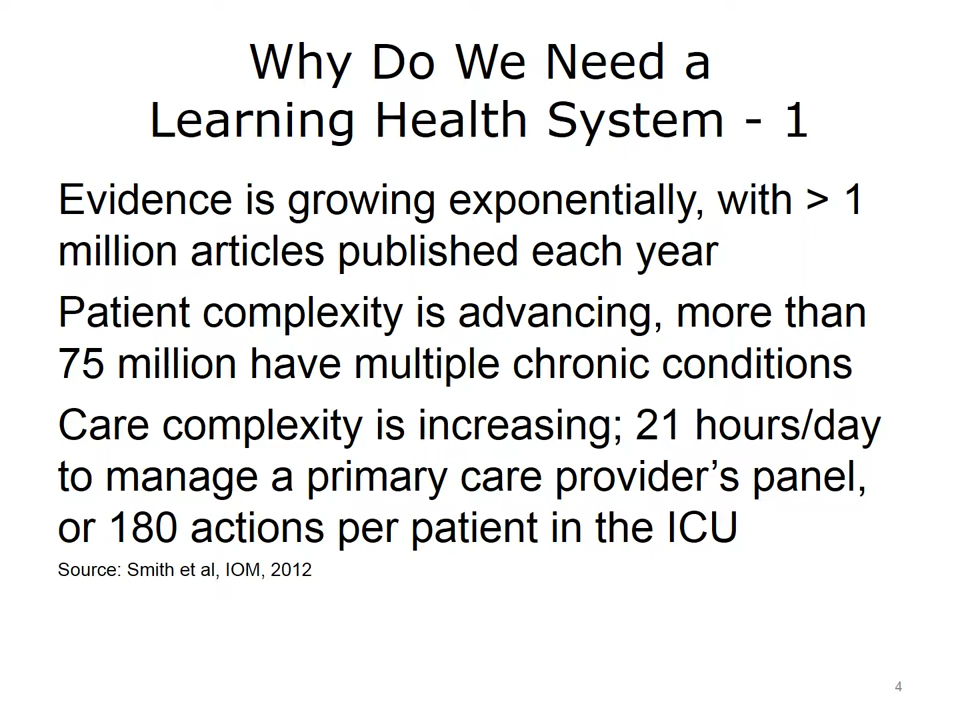 Why Do We Need a
Learning Health System - 1
Evidence is growing exponentially, with > 1
million articles published each year
Patient complexity is advancing, more than
75 million have multiple chronic conditions
Care complexity is increasing; 21 hours/day
to manage a primary care provider’s panel,
or 180 actions per patient in the ICU
Source: Smith et al, IOM, 2012
4